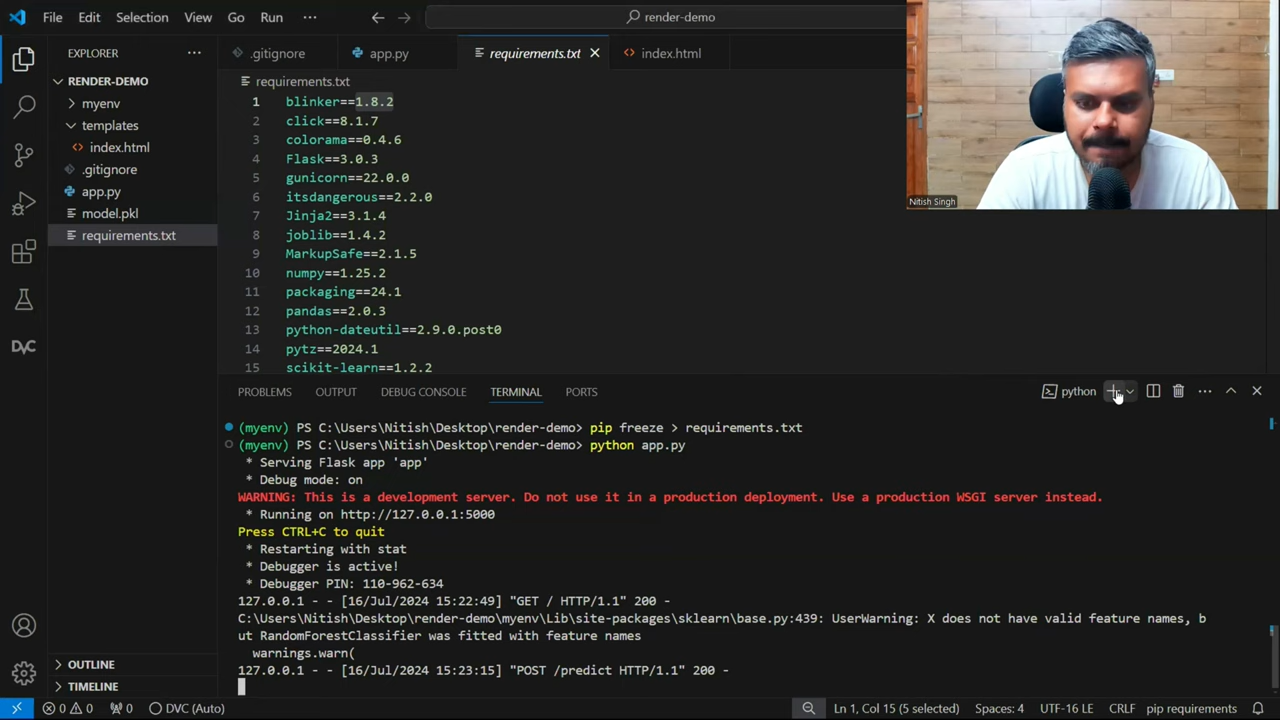 File Edit Selection View Go Run ··· render-demo
EXPLORER ···
.gitignore app.py requirements.txt index.html
RENDER-DEMO
myenv
templates
index.html
.gitignore
app.py
model.pkl
requirements.txt
requirements.txt
1 blinker==1.8.2
2 click==8.1.7
3 colorama==0.4.6
4 Flask==3.0.3
5 gunicorn==22.0.0
6 itsdangerous==2.2.0
7 Jinja2==3.1.4
8 joblib==1.4.2
9 MarkupSafe==2.1.5
10 numpy==1.25.2
11 packaging==24.1
12 pandas==2.0.3
13 python-dateutil==2.9.0.post0
14 pytz==2024.1
15 scikit-learn==1.2.2
Nitish Singh
DVC
PROBLEMS OUTPUT DEBUG CONSOLE TERMINAL PORTS python
(myenv) PS C:\Users\Nitish\Desktop\render-demo> pip freeze > requirements.txt
(myenv) PS C:\Users\Nitish\Desktop\render-demo> python app.py
* Serving Flask app 'app'
* Debug mode: on
WARNING: This is a development server. Do not use it in a production deployment. Use a production WSGI server instead.
* Running on http://127.0.0.1:5000
Press CTRL+C to quit
* Restarting with stat
* Debugger is active!
* Debugger PIN: 110-962-634
127.0.0.1 - - [16/Jul/2024 15:22:49] "GET / HTTP/1.1" 200 -
C:\Users\Nitish\Desktop\render-demo\myenv\Lib\site-packages\sklearn\base.py:439: UserWarning: X does not have valid feature names, b
ut RandomForestClassifier was fitted with feature names
warnings.warn(
127.0.0.1 - - [16/Jul/2024 15:23:15] "POST /predict HTTP/1.1" 200 -
OUTLINE
TIMELINE
0 0 0 DVC (Auto) Ln 1, Col 15 (5 selected) Spaces: 4 UTF-16 LE CRLF pip requirements